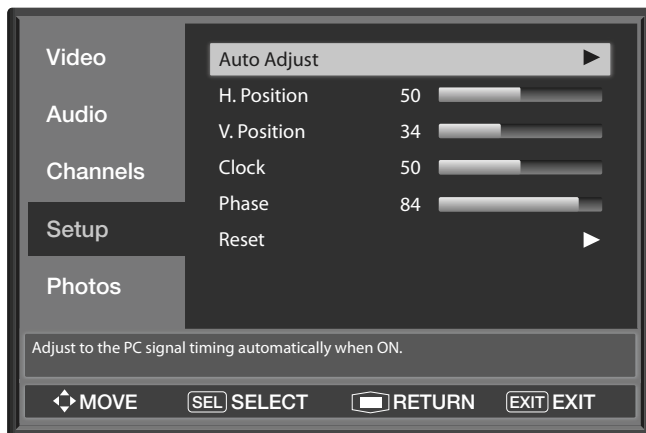 Video
Audio
Channels
Setup
Photos
Auto Adjust
H. Position 50
V. Position 34
Clock 50
Phase 84
Reset
Adjust to the PC signal timing automatically when ON.
MOVE SEL SELECT RETURN EXIT EXIT